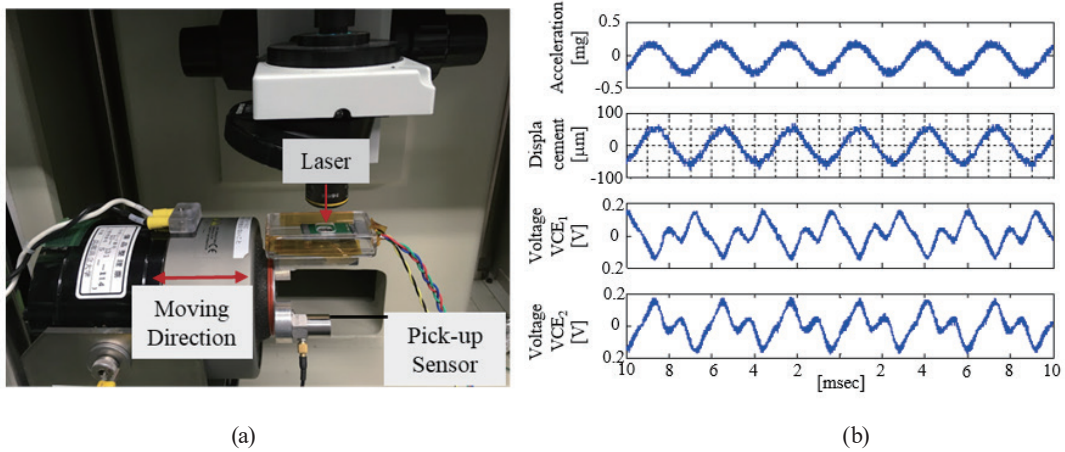 Laser
Moving
Direction
Pick-up
Sensor
(a)
Acceleration
[mg]
0.5
0
-0.5
Displa
cement
[μm]
100
0
-100
Voltage
VCE1
[V]
0.2
0
0.2
Voltage
VCE2
[V]
0.2
0
0.2
10 8 6 4 2 2 4 6 8 10
[msec]
(b)